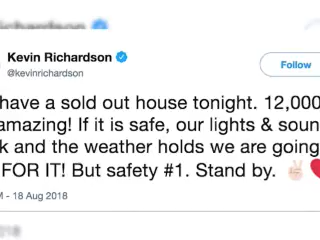 Kevin Richardson
@kevinrichardson
Follow
have a sold out house tonight. 12,000
amazing! If it is safe, our lights & soun
k and the weather holds we are going
FOR IT! But safety #1. Stand by. ✌🏻❤
M - 18 Aug 2018